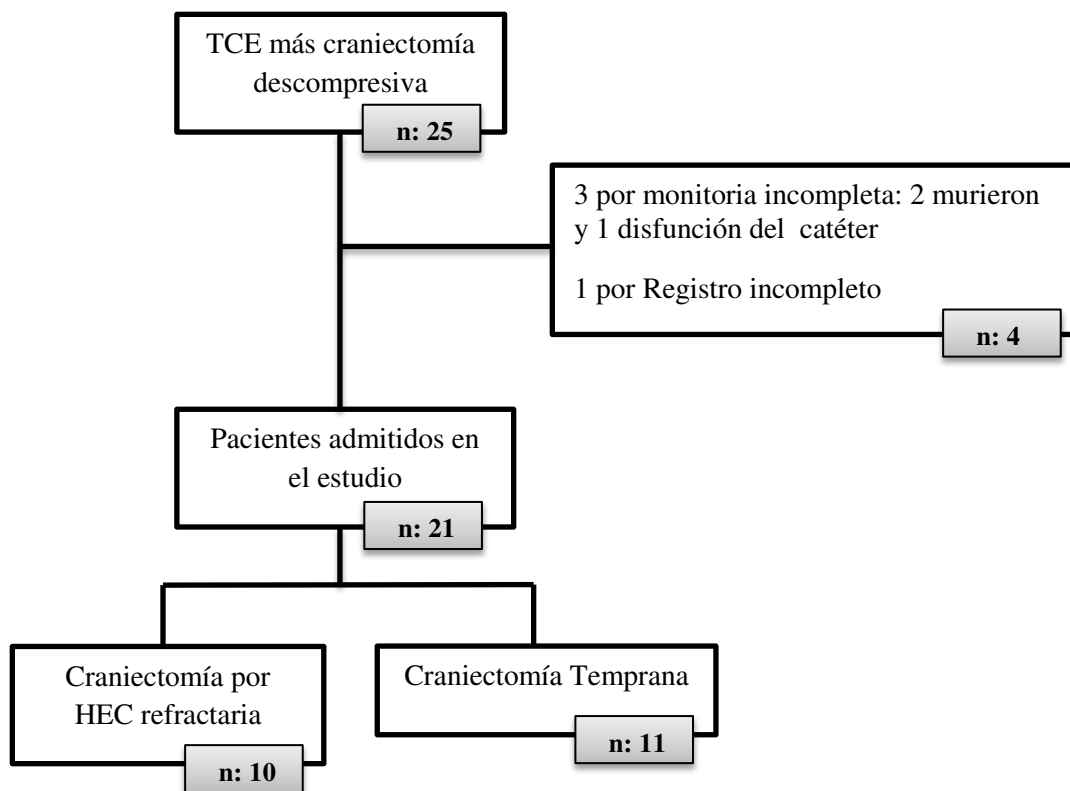 TCE más craniectomía
descompresiva
n: 25
3 por monitoria incompleta: 2 murieron
y 1 disfunción del catéter
1 por Registro incompleto
n: 4
Pacientes admitidos en
el estudio
n: 21
Craniectomía por
HEC refractaria
n: 10
Craniectomía Temprana
n: 11